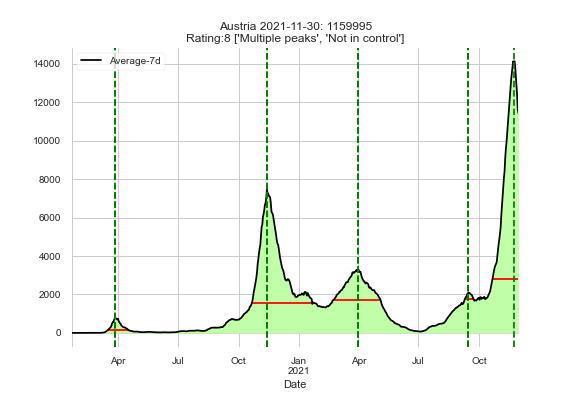 Austria 2021-11-30: 1159995
Rating:8 ['Multiple peaks', 'Not in control']
Average-7d
14000
12000
10000
8000
6000
4000
2000
0
Apr Jul Oct Jan Apr Jul Oct
2021
Date